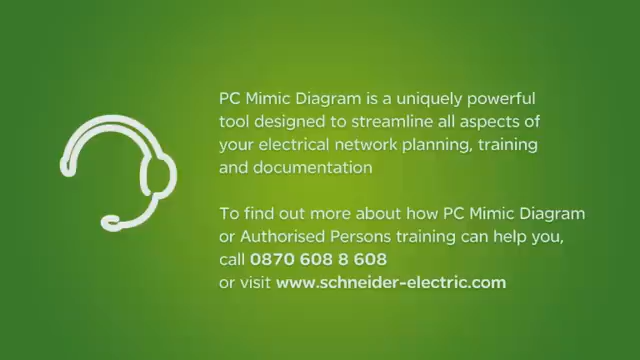 PC Mimic Diagram is a uniquely powerful
tool designed to streamline all aspects of
your electrical network planning, training
and documentation
To find out more about how PC Mimic Diagram
or Authorised Persons training can help you,
call 0870 608 8 608
or visit www.schneider-electric.com